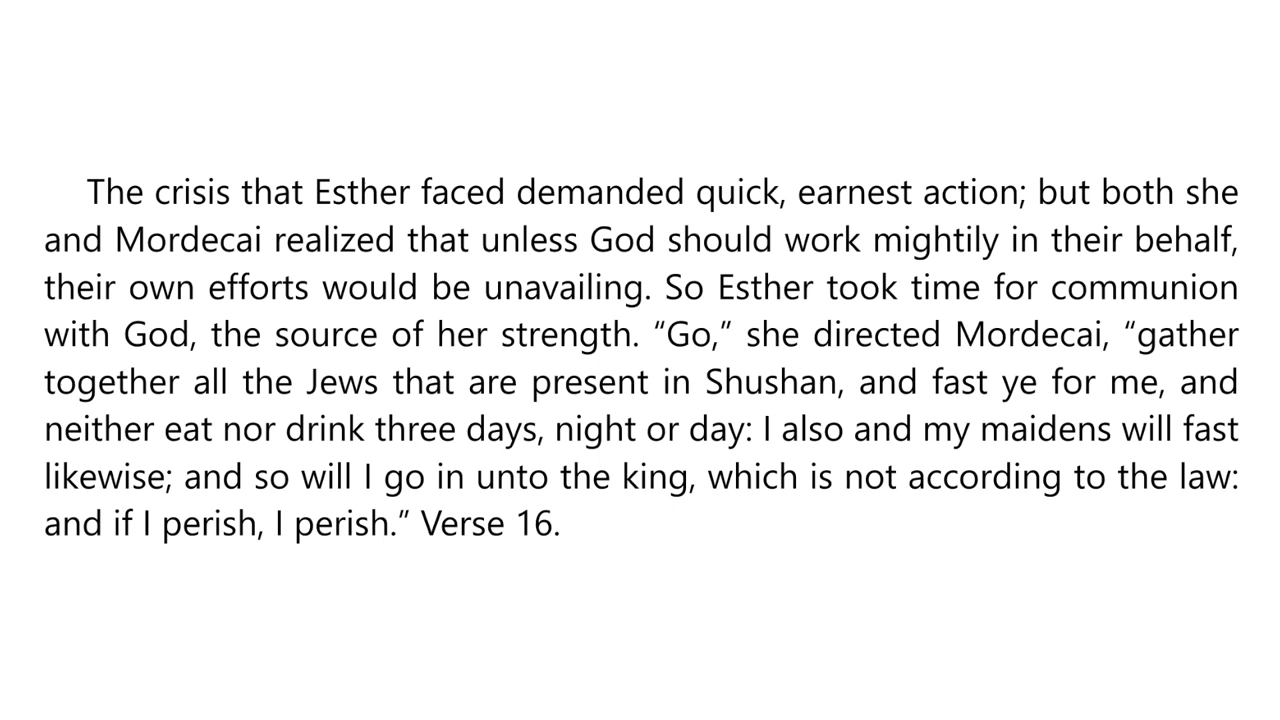 The crisis that Esther faced demanded quick, earnest action; but both she
and Mordecai realized that unless God should work mightily in their behalf,
their own efforts would be unavailing. So Esther took time for communion
with God, the source of her strength. “Go,” she directed Mordecai, “gather
together all the Jews that are present in Shushan, and fast ye for me, and
neither eat nor drink three days, night or day: I also and my maidens will fast
likewise; and so will I go in unto the king, which is not according to the law:
and if I perish, I perish.” Verse 16.